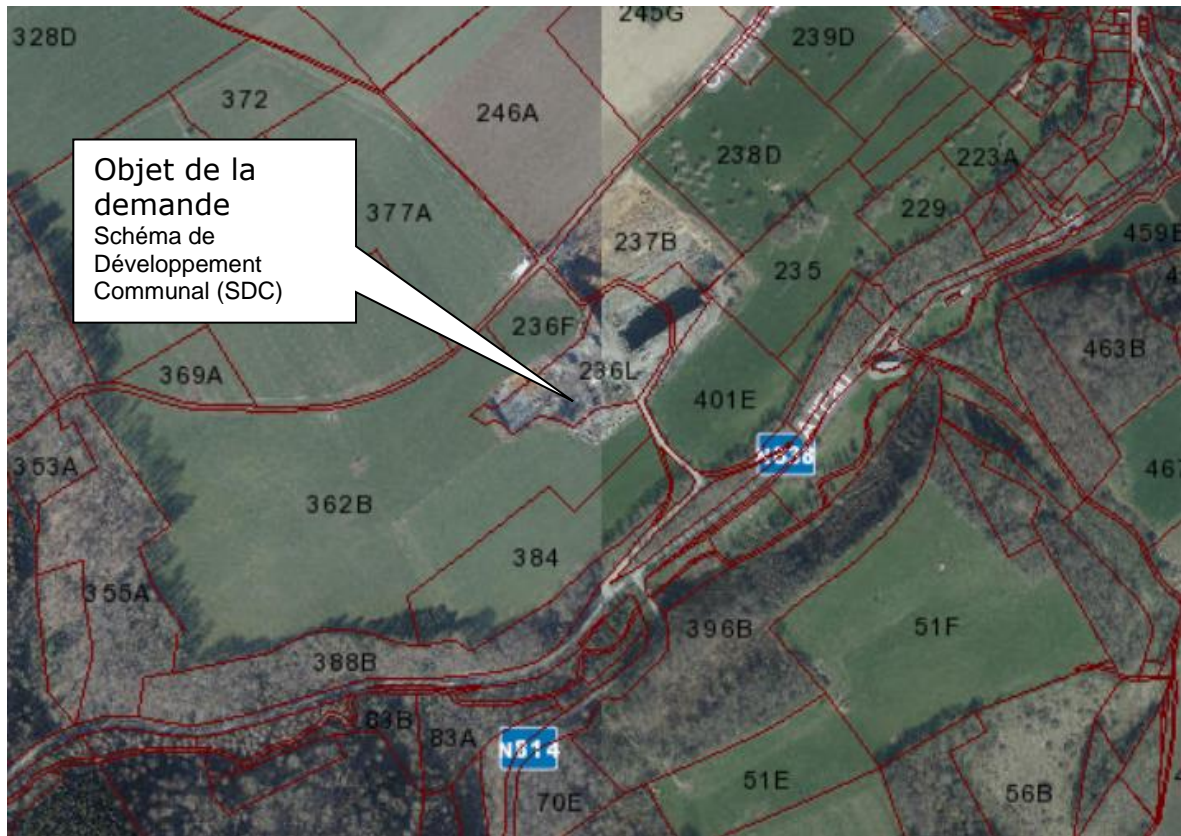 245G
328D
239D
372
246A
Objet de la
demande
Schéma de
Développement
Communal (SDC)
238D
223A
377A
229
237B
459E
235
236F
463B
369A
236L
401E
353A
467
362B
384
355A
396B
51F
388B
83B
83A
N814
51E
70E
56B